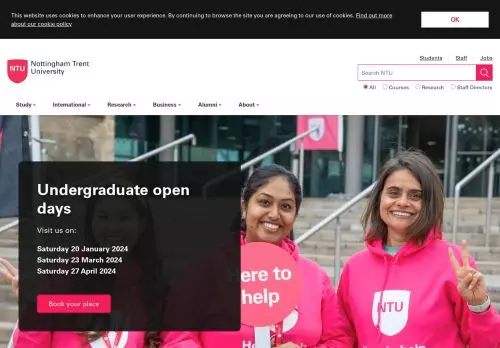 This website uses cookies to enhance your user experience. By continuing to browse the site you are agreeing to our use of cookies. Find out more
about our cookie policy
OK
NTU
Nottingham Trent
University
Students
Staff
Jobs
Search NTU
All
Courses
Research
Staff Directory
Study
International
Research
Business
Alumni
About
Undergraduate open
days
Visit us on:
Saturday 20 January 2024
Saturday 23 March 2024
Saturday 27 April 2024
Book your place
Here to
help
NTU